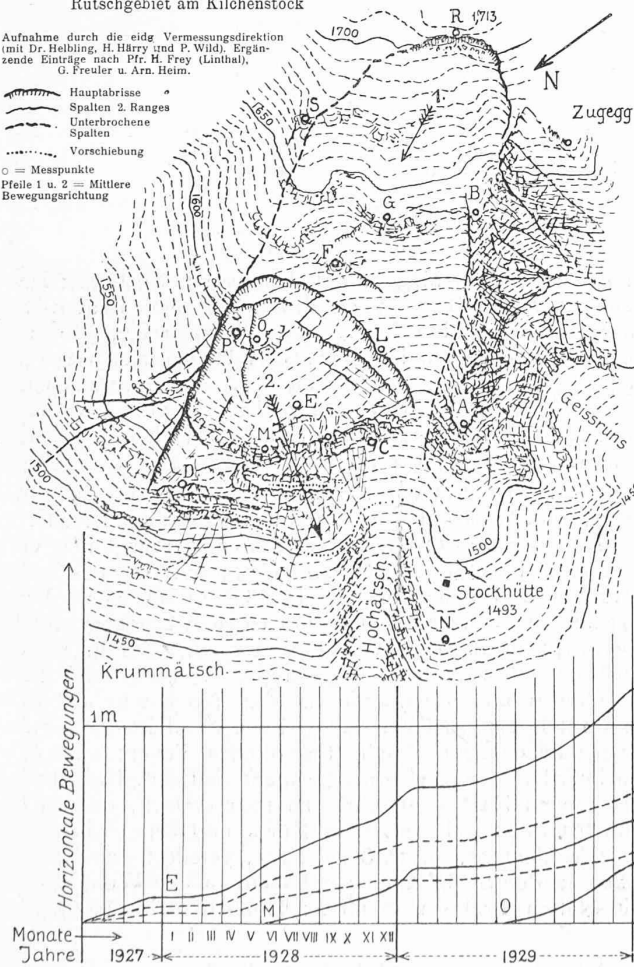 Rutschgebiet am Kilchenstock
Aufnahme durch die eidg Vermessungsdirektion
(mit Dr. Helbling, H. Härry und P. Wild). Ergän-
zende Einträge nach Pfr. H. Frey (Linthal),
G. Freuler u. Arn. Heim.
Hauptabrisse
Spalten 2. Ranges
Unterbrochene
Spalten
Vorschiebung
o = Messpunkte
Pfeile 1 u. 2 = Mittlere
Bewegungsrichtung
R 1,713
1700
N
Zugegg
S
1.
1650
1600
G
B
F
1550
P
O
L
2.
E
A
Geissruns
M
C
1500
D
1500
Stockhütte
1493
Hochätsch
N
1450
Krummätsch
Horizontale Bewegungen
1m
E
M
O
Monate
I II III IV V VI VII VIII IX X XI XII
Jahre
1927
1928
1929